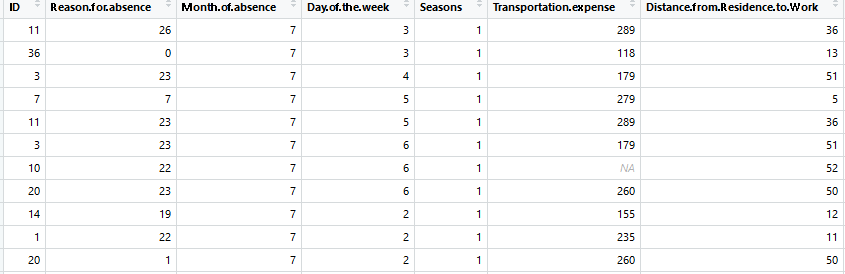 ID Reason.for.absence Month.of.absence Day.of.the.week Seasons Transportation.expense Distance.from.Residence.to.Work
11 26 7 3 1 289 36
36 0 7 3 1 118 13
3 23 7 4 1 179 51
7 7 7 5 1 279 5
11 23 7 5 1 289 36
3 23 7 6 1 179 51
10 22 7 6 1 NA 52
20 23 7 6 1 260 50
14 19 7 2 1 155 12
1 22 7 2 1 235 11
20 1 7 2 1 260 50